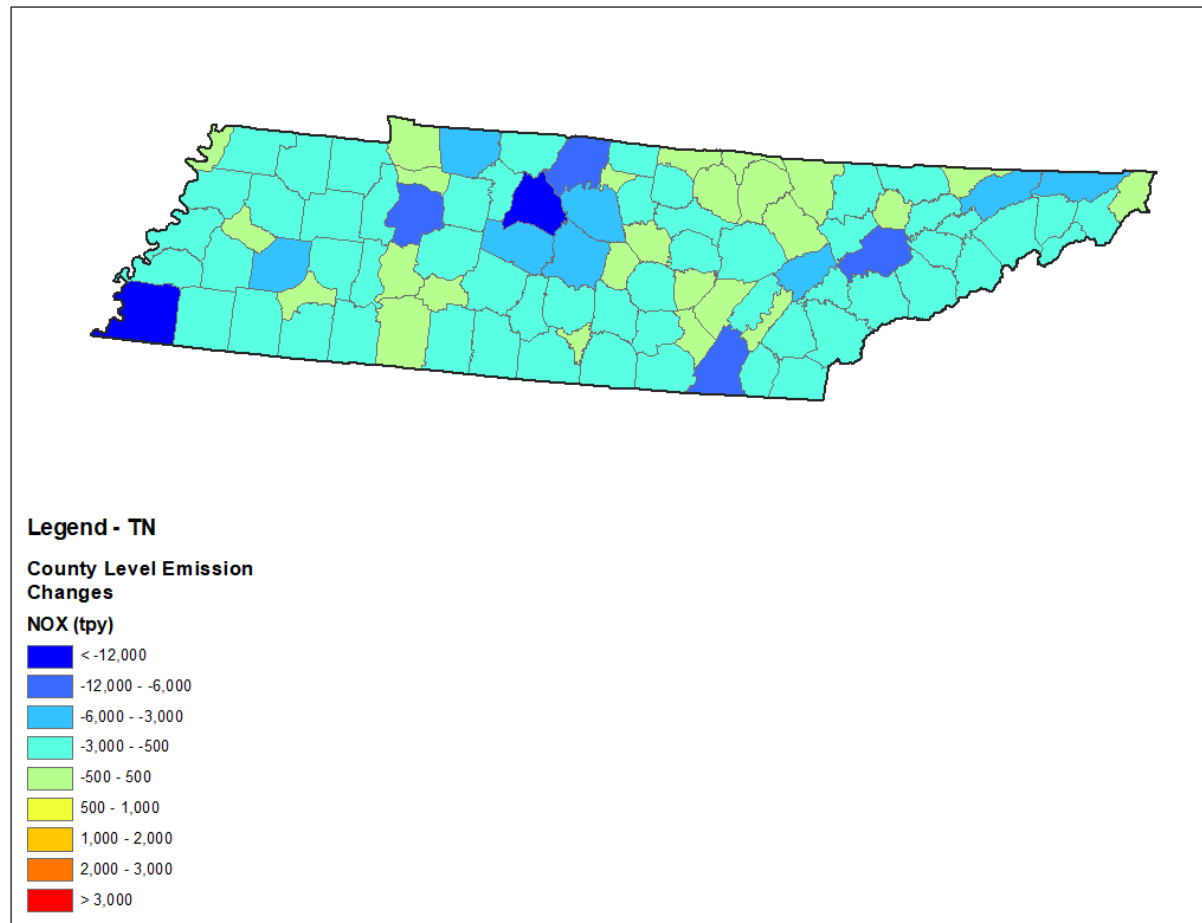 Legend - TN
County Level Emission
Changes
NOX (tpy)
< -12,000
-12,000 - -6,000
-6,000 - -3,000
-3,000 - -500
-500 - 500
500 - 1,000
1,000 - 2,000
2,000 - 3,000
> 3,000